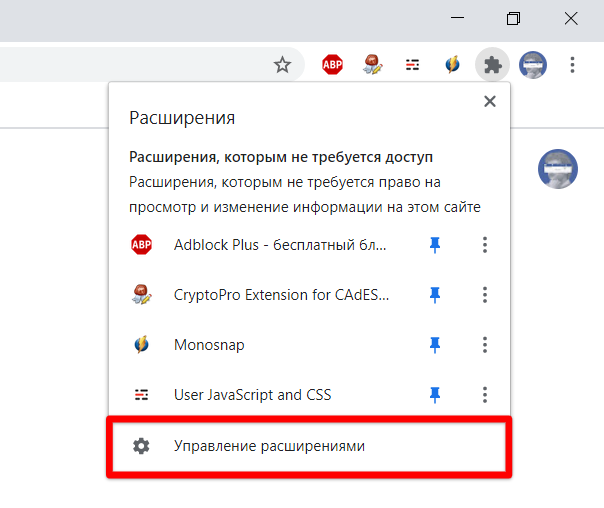 ABP
Расширения
Расширения, которым не требуется доступ
Расширения, которым не требуется право на
просмотр и изменение информации на этом сайте
ABP Adblock Plus - бесплатный бл...
CryptoPro Extension for CAdES...
Monosnap
User JavaScript and CSS
Управление расширениями